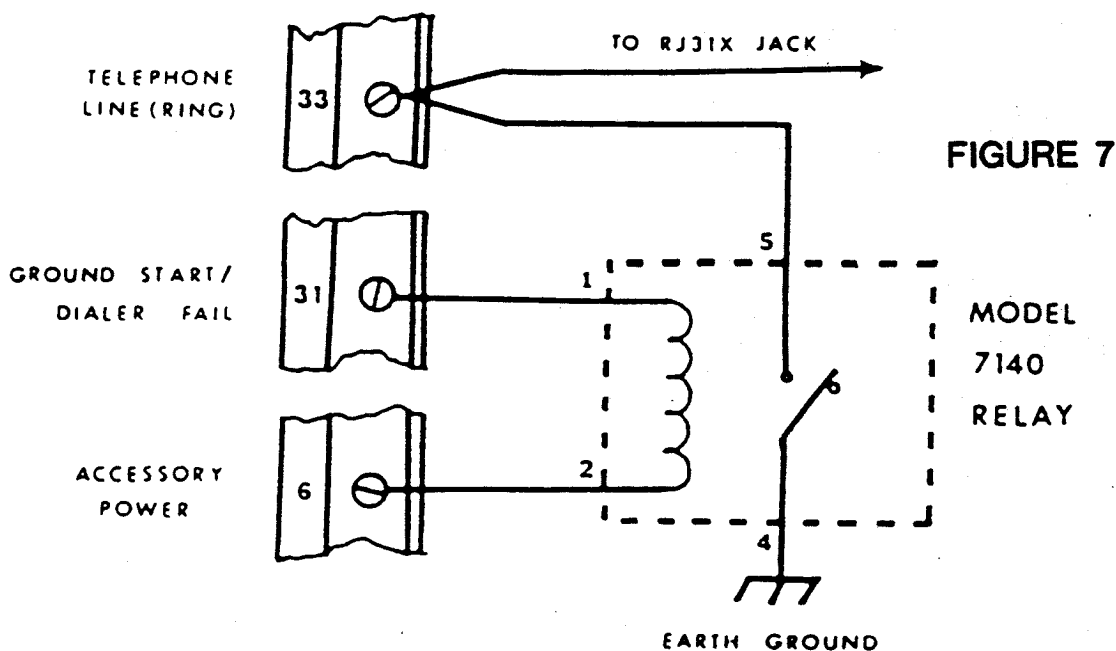 TO RJ31X JACK
TELEPHONE
LINE (RING)
33
FIGURE 7
5
GROUND START/
DIALER FAIL
31
1
MODEL
7140
RELAY
ACCESSORY
POWER
6
2
4
EARTH GROUND